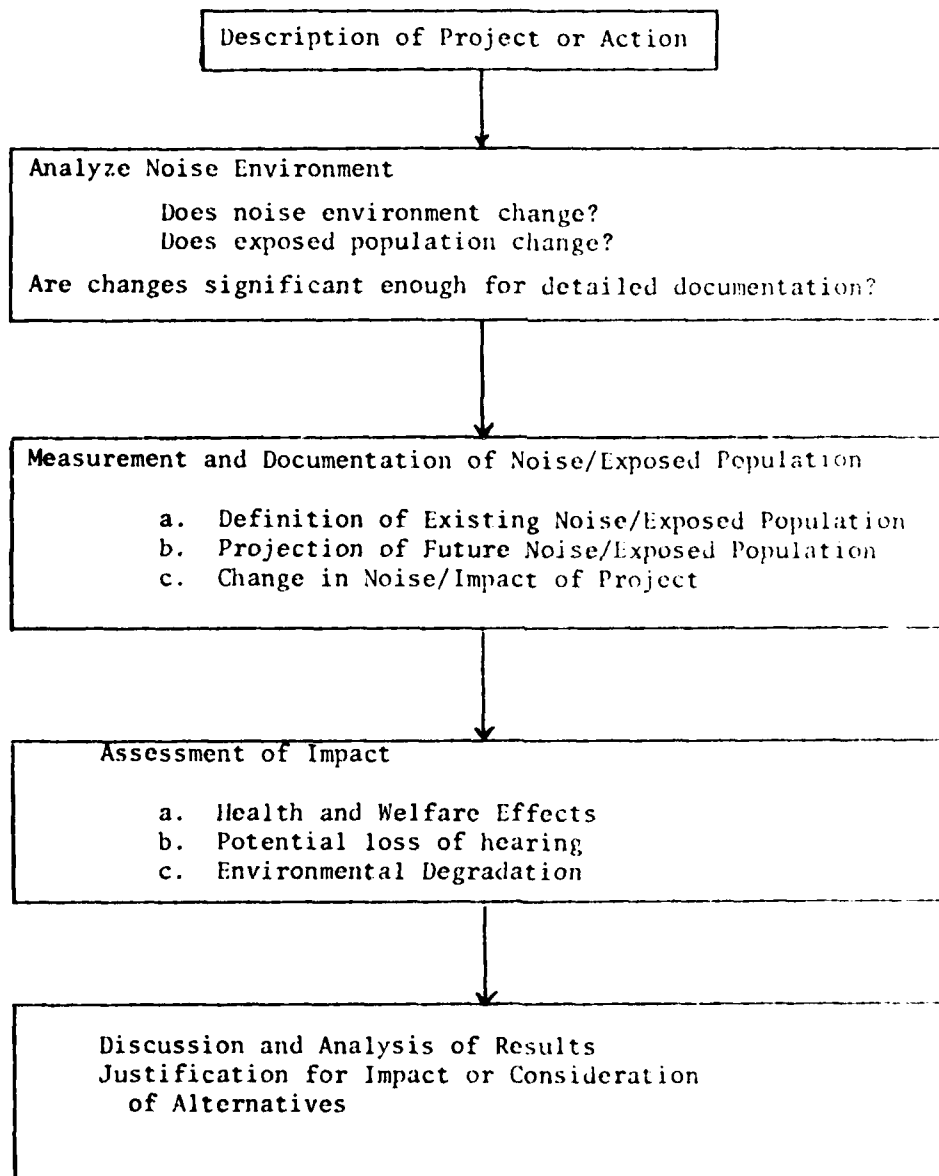 Description of Project or Action
Analyze Noise Environment
Does noise environment change?
Does exposed population change?
Are changes significant enough for detailed documentation?
Measurement and Documentation of Noise/Exposed Population
a. Definition of Existing Noise/Exposed Population
b. Projection of Future Noise/Exposed Population
c. Change in Noise/Impact of Project
Assessment of Impact
a. Health and Welfare Effects
b. Potential loss of hearing
c. Environmental Degradation
Discussion and Analysis of Results
Justification for Impact or Consideration
of Alternatives